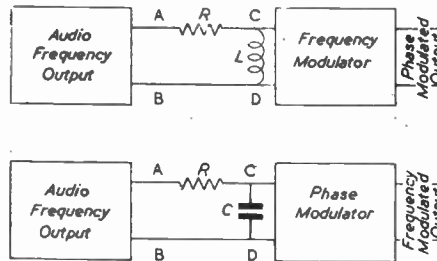 A
R
C
Audio
Frequency
Output
L
Frequency
Modulator
Phase
Modulated
Output
B
D
A
R
C
Audio
Frequency
Output
C
Phase
Modulator
Frequency
Modulated
Output
B
D